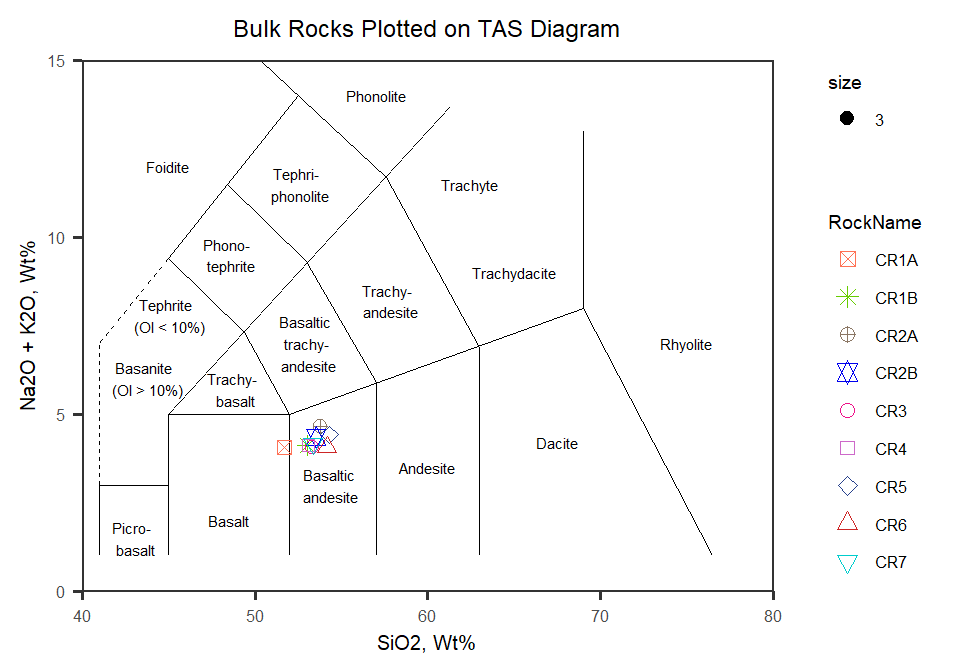 Bulk Rocks Plotted on TAS Diagram
Na2O + K2O, Wt%
15
10
5
0
Phonolite
Foidite
Tephri-
phonolite
Trachyte
Phono-
tephrite
Trachydacite
Trachy-
andesite
Tephrite
(Ol < 10%)
Basaltic
trachy-
andesite
Rhyolite
Basanite
(Ol > 10%)
Trachy-
basalt
Dacite
Andesite
Basaltic
andesite
Basalt
Picro-
basalt
40
50
60
70
80
SiO2, Wt%
size
3
RockName
CR1A
CR1B
CR2A
CR2B
CR3
CR4
CR5
CR6
CR7